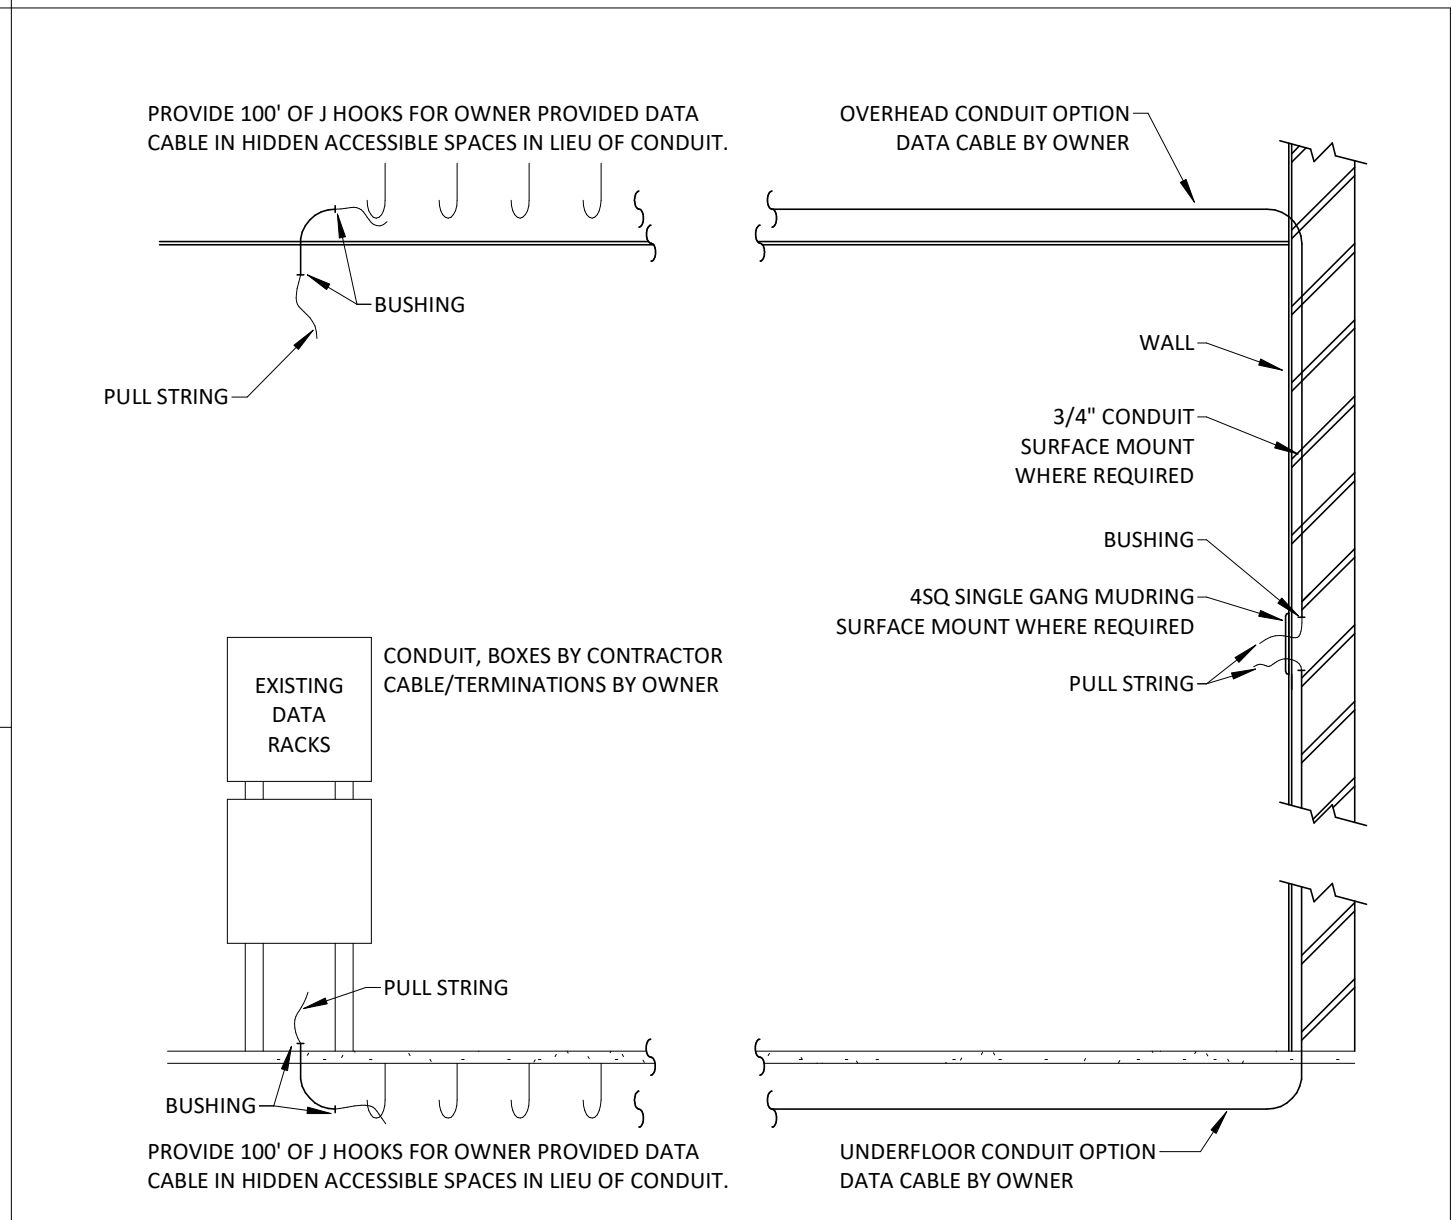 PROVIDE 100' OF J HOOKS FOR OWNER PROVIDED DATA
CABLE IN HIDDEN ACCESSIBLE SPACES IN LIEU OF CONDUIT.
OVERHEAD CONDUIT OPTION
DATA CABLE BY OWNER
BUSHING
PULL STRING
WALL
3/4" CONDUIT
SURFACE MOUNT
WHERE REQUIRED
BUSHING
4SQ SINGLE GANG MUDRING
SURFACE MOUNT WHERE REQUIRED
PULL STRING
EXISTING
DATA
RACKS
CONDUIT, BOXES BY CONTRACTOR
CABLE/TERMINATIONS BY OWNER
PULL STRING
BUSHING
PROVIDE 100' OF J HOOKS FOR OWNER PROVIDED DATA
CABLE IN HIDDEN ACCESSIBLE SPACES IN LIEU OF CONDUIT.
UNDERFLOOR CONDUIT OPTION
DATA CABLE BY OWNER